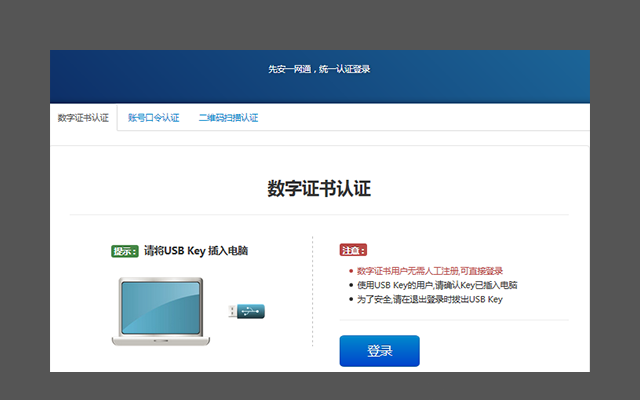 先安一网通，统一认证登录
数字证书认证 账号口令认证 二维码扫描认证
数字证书认证
提示： 请将USB Key 插入电脑
注意：
数字证书用户无需人工注册,可直接登录
使用USB Key的用户,请确认Key已插入电脑
为了安全,请在退出登录时拔出USB Key
登录